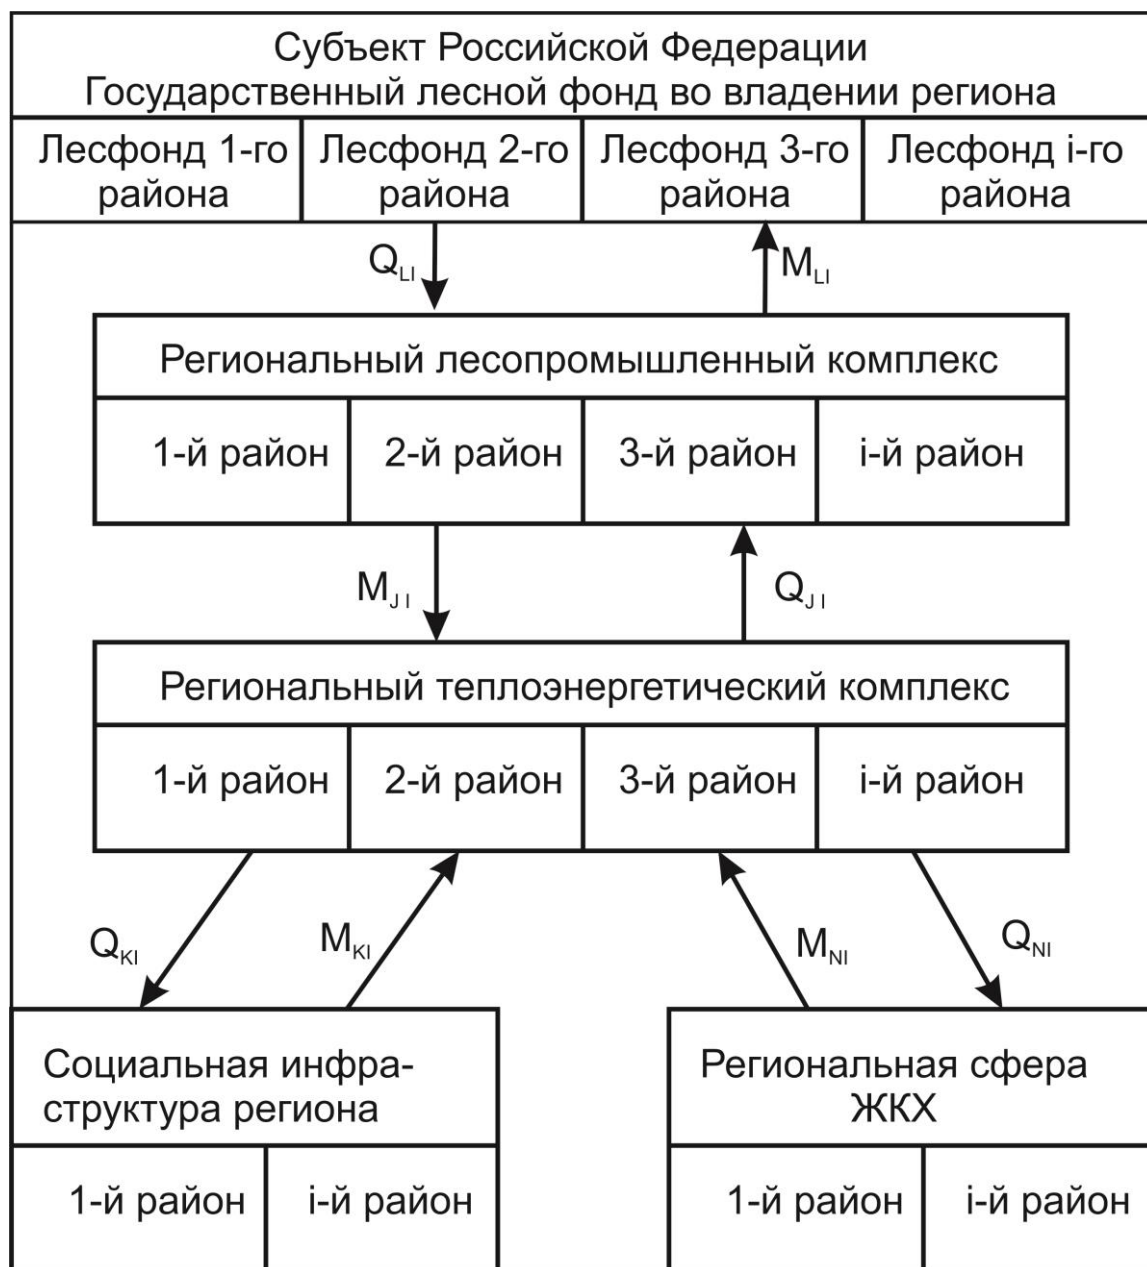 Субъект Российской Федерации
Государственный лесной фонд во владении региона
Лесфонд 1-го района
Лесфонд 2-го района
Лесфонд 3-го района
Лесфонд i-го района
Q_LI
M_LI
Региональный лесопромышленный комплекс
1-й район
2-й район
3-й район
i-й район
M_J I
Q_J I
Региональный теплоэнергетический комплекс
1-й район
2-й район
3-й район
i-й район
Q_KI
M_KI
M_NI
Q_NI
Социальная инфра-
структура региона
1-й район
i-й район
Региональная сфера
ЖКХ
1-й район
i-й район